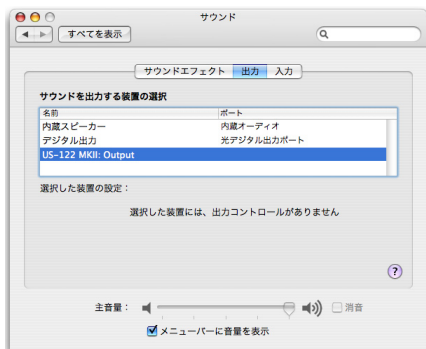 サウンド
すべてを表示
サウンドエフェクト 出力 入力
サウンドを出力する装置の選択
名前 ポート
内蔵スピーカー 内蔵オーディオ
デジタル出力 光デジタル出力ポート
US-122 MKII: Output
選択した装置の設定：
選択した装置には、出力コントロールがありません
?
主音量： 消音
メニューバーに音量を表示